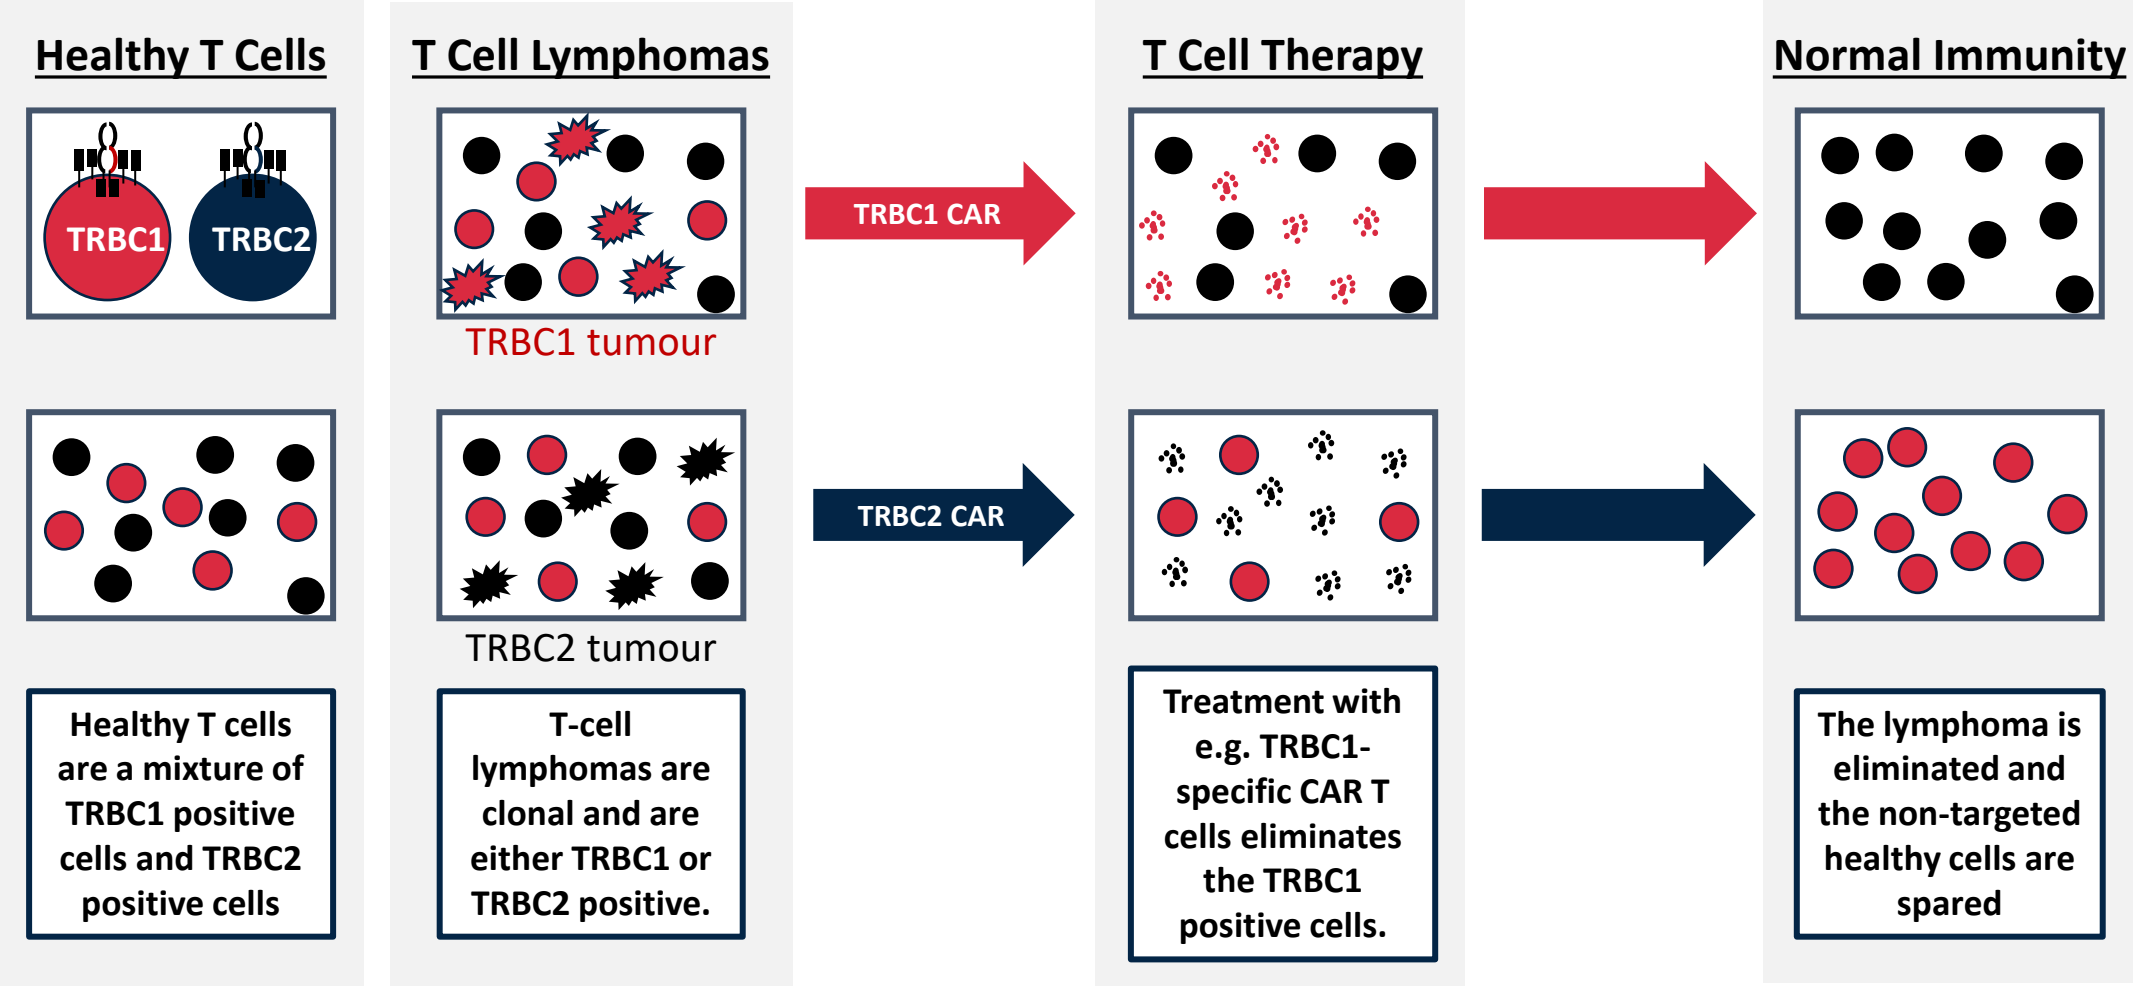 Healthy T Cells
T Cell Lymphomas
T Cell Therapy
Normal Immunity
TRBC1
TRBC2
TRBC1 CAR
TRBC1 tumour
TRBC2 CAR
TRBC2 tumour
Healthy T cells
are a mixture of
TRBC1 positive
cells and TRBC2
positive cells
T-cell
lymphomas are
clonal and are
either TRBC1 or
TRBC2 positive.
Treatment with
e.g. TRBC1-
specific CAR T
cells eliminates
the TRBC1
positive cells.
The lymphoma is
eliminated and
the non-targeted
healthy cells are
spared